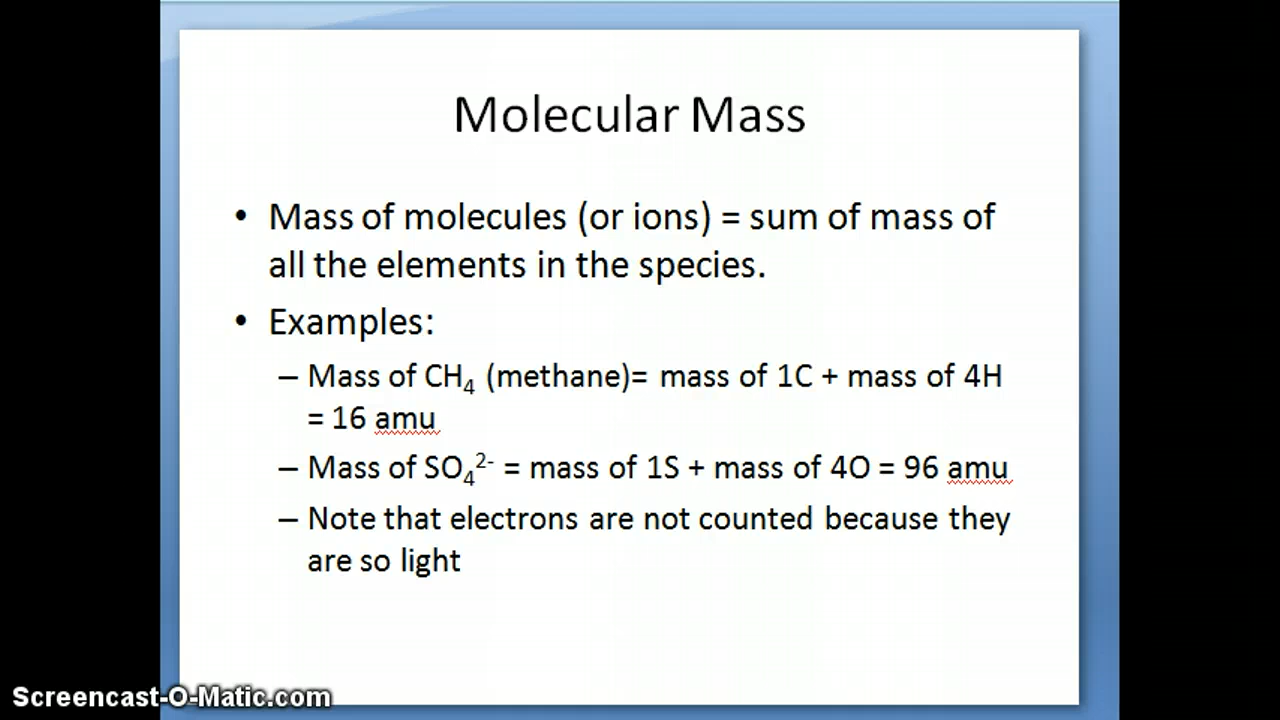 Molecular Mass
• Mass of molecules (or ions) = sum of mass of
all the elements in the species.
• Examples:
– Mass of CH₄ (methane)= mass of 1C + mass of 4H
= 16 amu
– Mass of SO₄²⁻ = mass of 1S + mass of 4O = 96 amu
– Note that electrons are not counted because they
are so light
Screencast-O-Matic.com